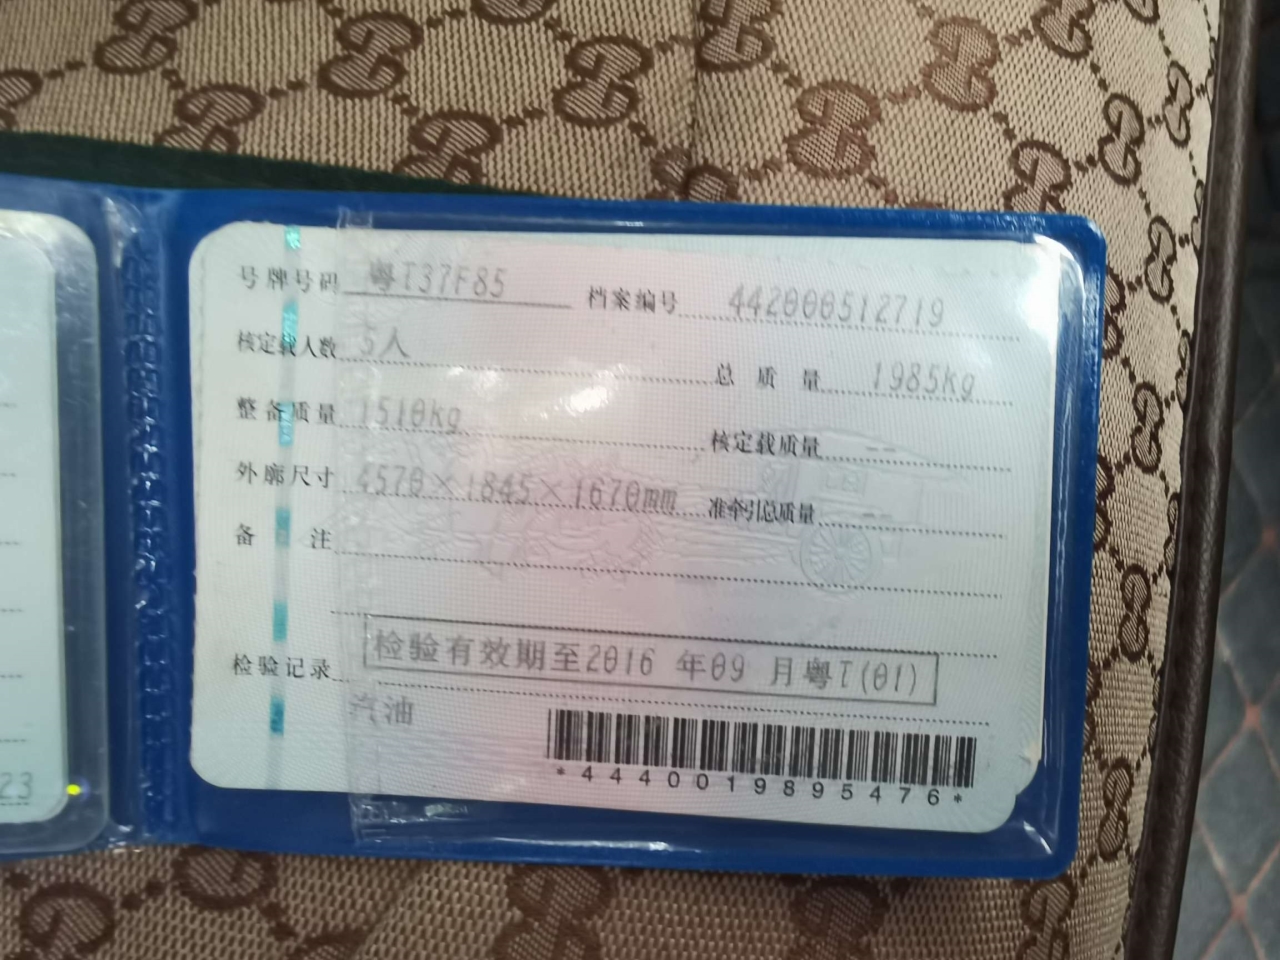 号牌号码 粤T37F85 档案编号 442000512719
核定载人数 5人 总质量 1985kg
整备质量 1510kg 核定载质量 --
外廓尺寸 4570×1845×1670mm 准牵引总质量 --
备注
检验记录 检验有效期至2016 年09 月粤T(01)
汽油
*4440019895476*
23